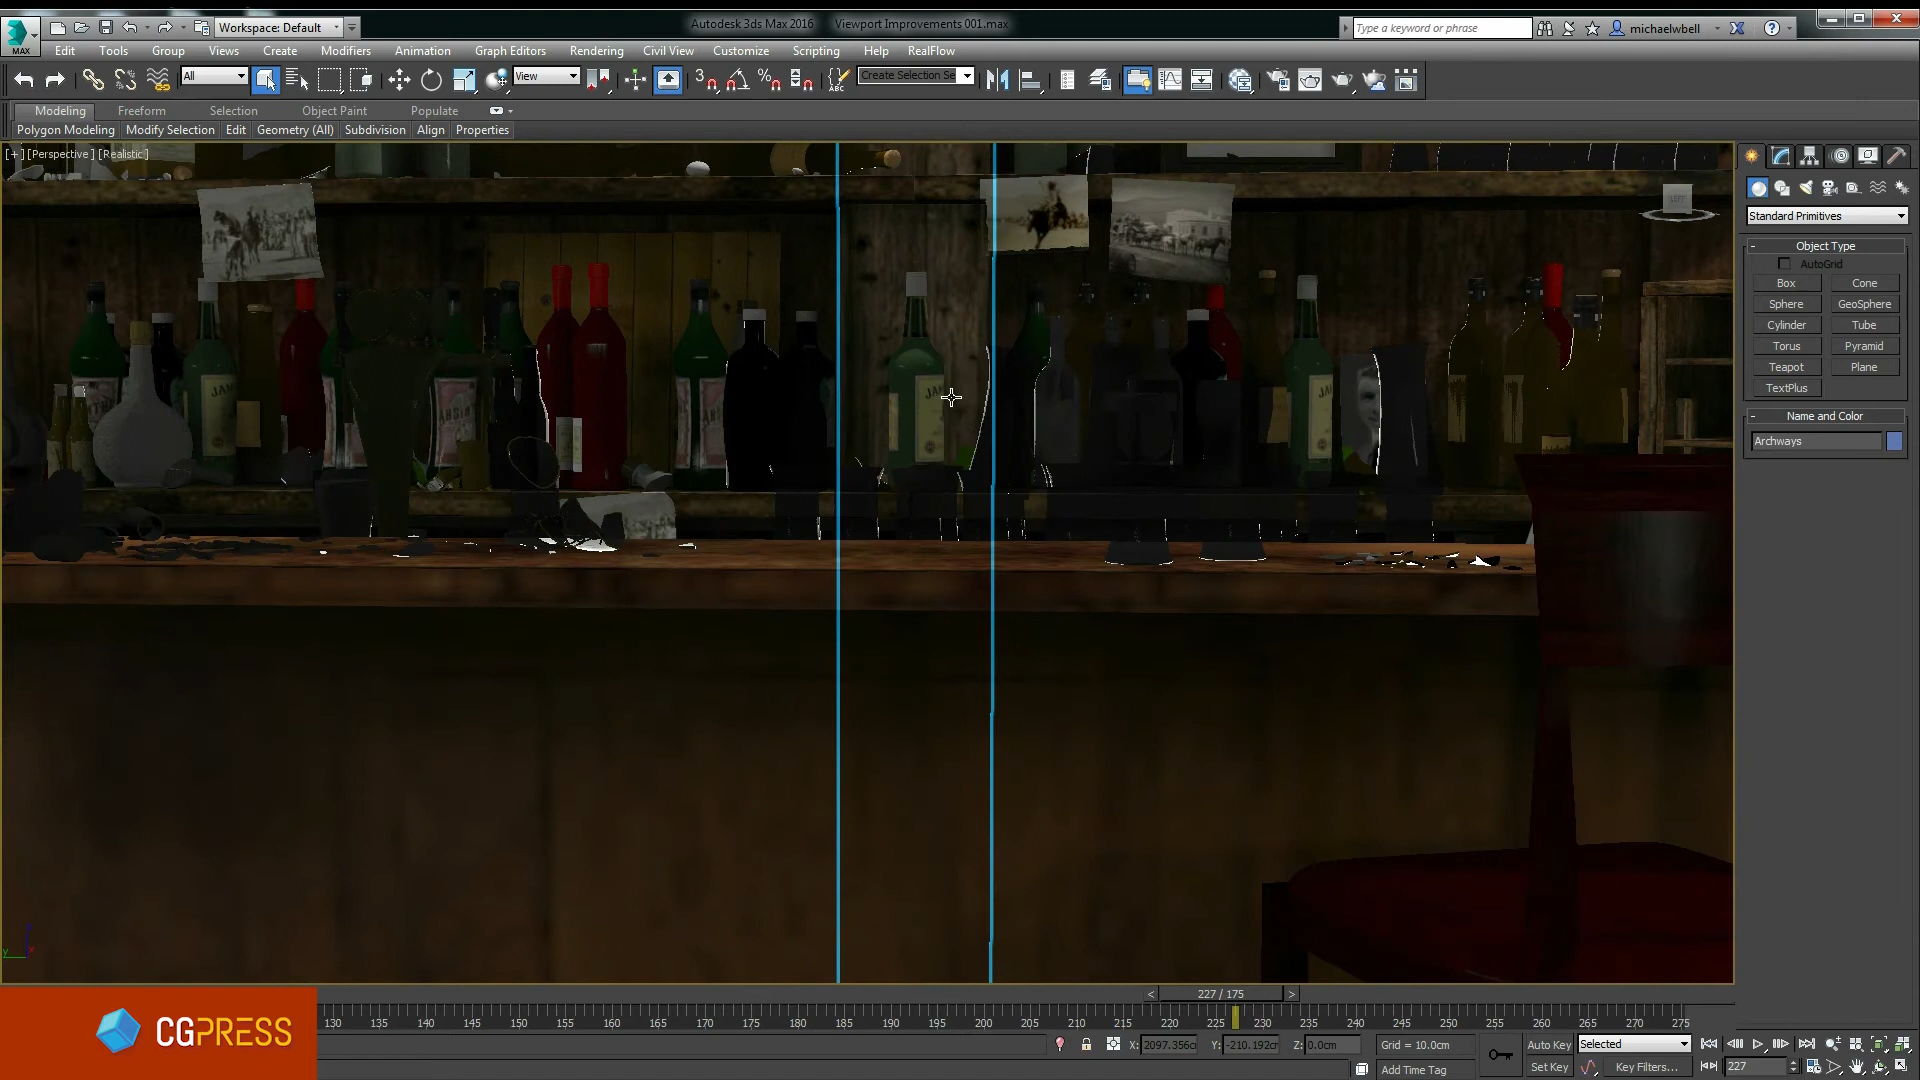 Workspace: Default
Autodesk 3ds Max 2016 Viewport Improvements 001.max
Type a keyword or phrase
michaelwbell
MAX
Edit Tools Group Views Create Modifiers Animation Graph Editors Rendering Civil View Customize Scripting Help RealFlow
All
View
3
Create Selection Se
Modeling Freeform Selection Object Paint Populate
Polygon Modeling Modify Selection Edit Geometry (All) Subdivision Align Properties
[+] [Perspective] [Realistic]
Standard Primitives
Object Type
AutoGrid
Box Cone
Sphere GeoSphere
Cylinder Tube
Torus Pyramid
Teapot Plane
TextPlus
Name and Color
Archways
< 227 / 175 >
130 135 140 145 150 155 160 165 170 175 180 185 190 195 200 205 210 215 220 225 230 235 240 245 250 255 260 265 270 275
CGPRESS
X: 2097.356c Y: -210.192cr Z: 0.0cm
Grid = 10.0cm
Auto Key Selected
Add Time Tag
Set Key Key Filters...
227